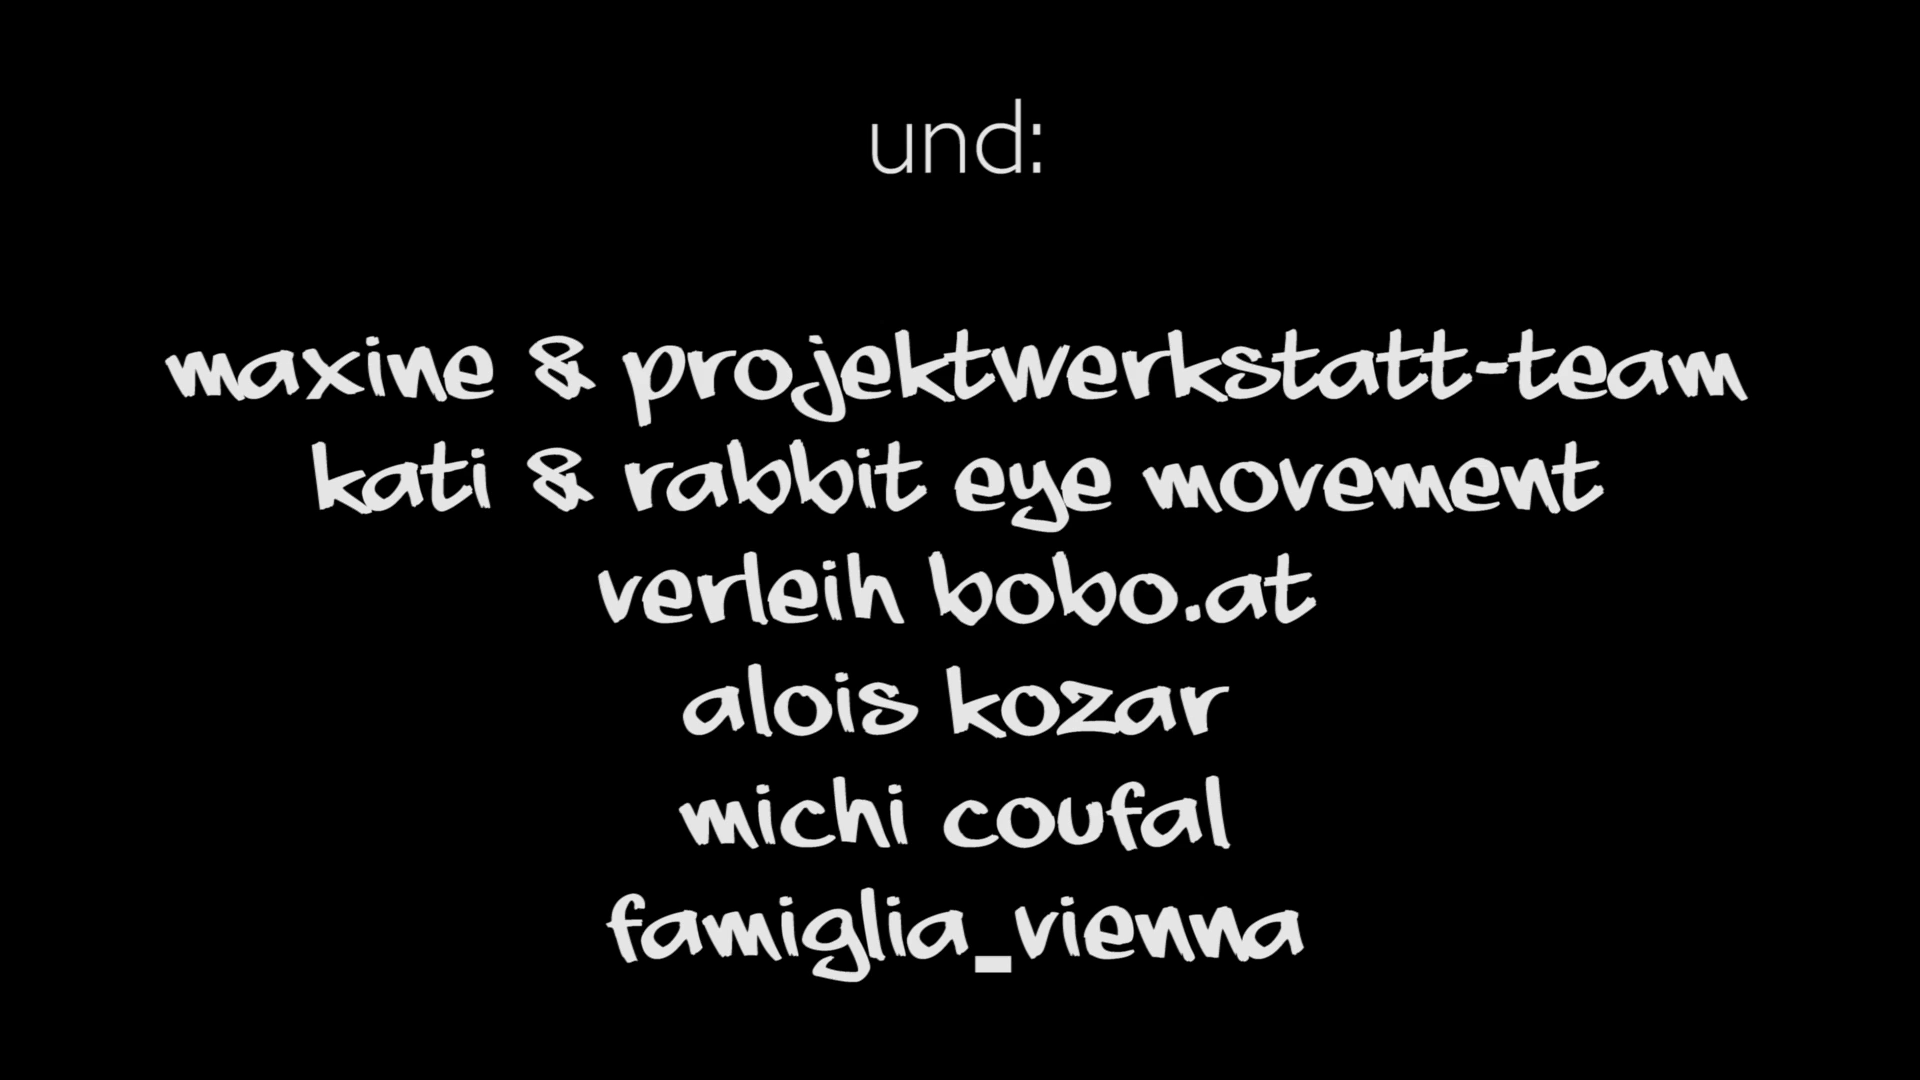 und:
maxine & projektwerkstatt-team
kati & rabbit eye movement
verleih bobo.at
alois kozar
michi coufal
famiglia_vienna